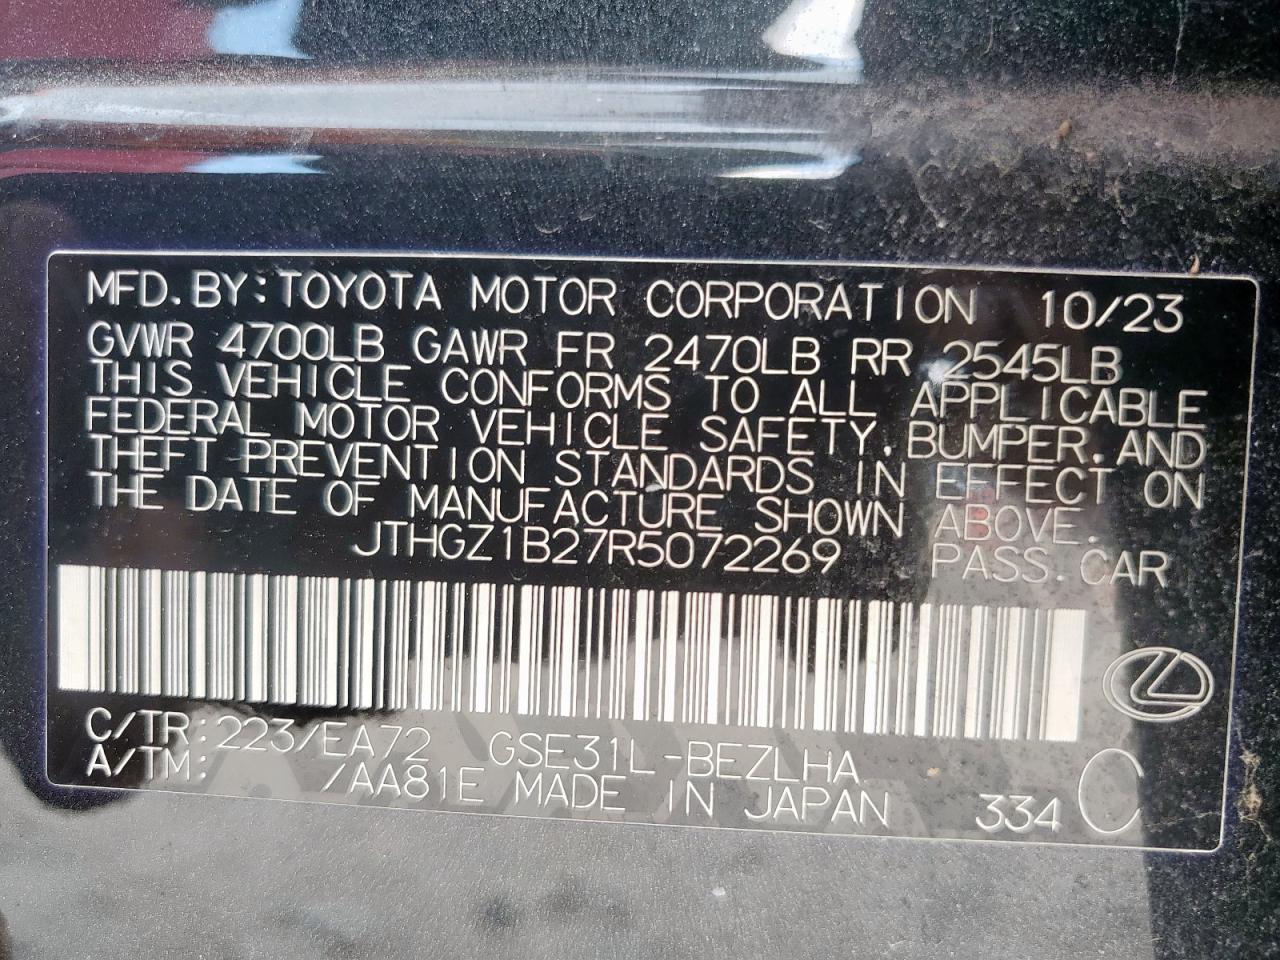 MFD. BY: TOYOTA MOTOR CORPORATION 10/23
GVWR 4700LB GAWR FR 2470LB RR 2545LB
THIS VEHICLE CONFORMS TO ALL APPLICABLE
FEDERAL MOTOR VEHICLE SAFETY, BUMPER, AND
THEFT PREVENTION STANDARDS IN EFFECT ON
THE DATE OF MANUFACTURE SHOWN ABOVE.
JTHGZ1B27R5072269 PASS. CAR
C/TR: 223/EA72 GSE31L-BEZLHA
A/TM: /AA81E MADE IN JAPAN 334 C